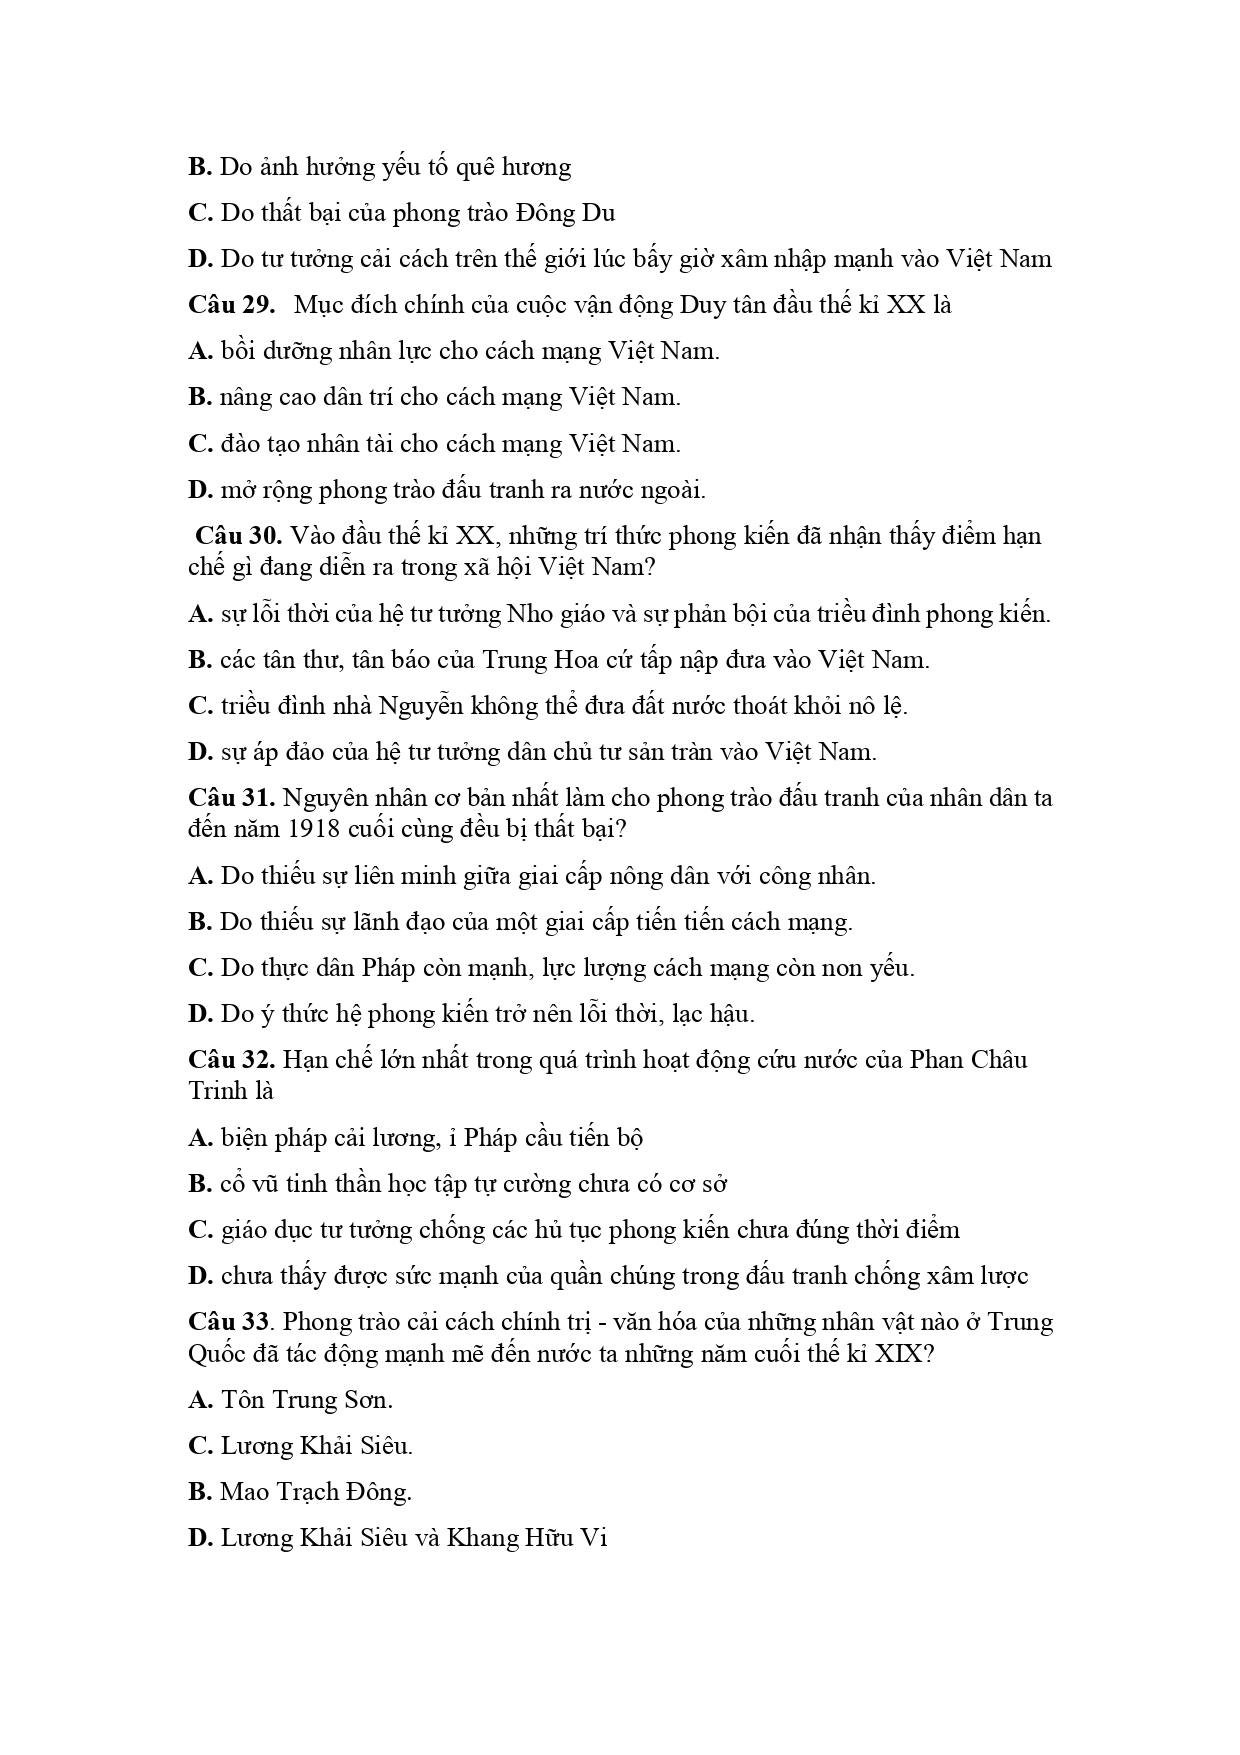 B. Do ảnh hưởng yếu tố quê hương
C. Do thất bại của phong trào Đông Du
D. Do tư tưởng cải cách trên thế giới lúc bấy giờ xâm nhập mạnh vào Việt Nam
Câu 29. Mục đích chính của cuộc vận động Duy tân đầu thế kỉ XX là
A. bồi dưỡng nhân lực cho cách mạng Việt Nam.
B. nâng cao dân trí cho cách mạng Việt Nam.
C. đào tạo nhân tài cho cách mạng Việt Nam.
D. mở rộng phong trào đấu tranh ra nước ngoài.
Câu 30. Vào đầu thế kỉ XX, những trí thức phong kiến đã nhận thấy điểm hạn
chế gì đang diễn ra trong xã hội Việt Nam?
A. sự lỗi thời của hệ tư tưởng Nho giáo và sự phản bội của triều đình phong kiến.
B. các tân thư, tân báo của Trung Hoa cứ tấp nập đưa vào Việt Nam.
C. triều đình nhà Nguyễn không thể đưa đất nước thoát khỏi nô lệ.
D. sự áp đảo của hệ tư tưởng dân chủ tư sản tràn vào Việt Nam.
Câu 31. Nguyên nhân cơ bản nhất làm cho phong trào đấu tranh của nhân dân ta
đến năm 1918 cuối cùng đều bị thất bại?
A. Do thiếu sự liên minh giữa giai cấp nông dân với công nhân.
B. Do thiếu sự lãnh đạo của một giai cấp tiến tiến cách mạng.
C. Do thực dân Pháp còn mạnh, lực lượng cách mạng còn non yếu.
D. Do ý thức hệ phong kiến trở nên lỗi thời, lạc hậu.
Câu 32. Hạn chế lớn nhất trong quá trình hoạt động cứu nước của Phan Châu
Trinh là
A. biện pháp cải lương, ỉ Pháp cầu tiến bộ
B. cổ vũ tinh thần học tập tự cường chưa có cơ sở
C. giáo dục tư tưởng chống các hủ tục phong kiến chưa đúng thời điểm
D. chưa thấy được sức mạnh của quần chúng trong đấu tranh chống xâm lược
Câu 33. Phong trào cải cách chính trị - văn hóa của những nhân vật nào ở Trung
Quốc đã tác động mạnh mẽ đến nước ta những năm cuối thế kỉ XIX?
A. Tôn Trung Sơn.
C. Lương Khải Siêu.
B. Mao Trạch Đông.
D. Lương Khải Siêu và Khang Hữu Vi